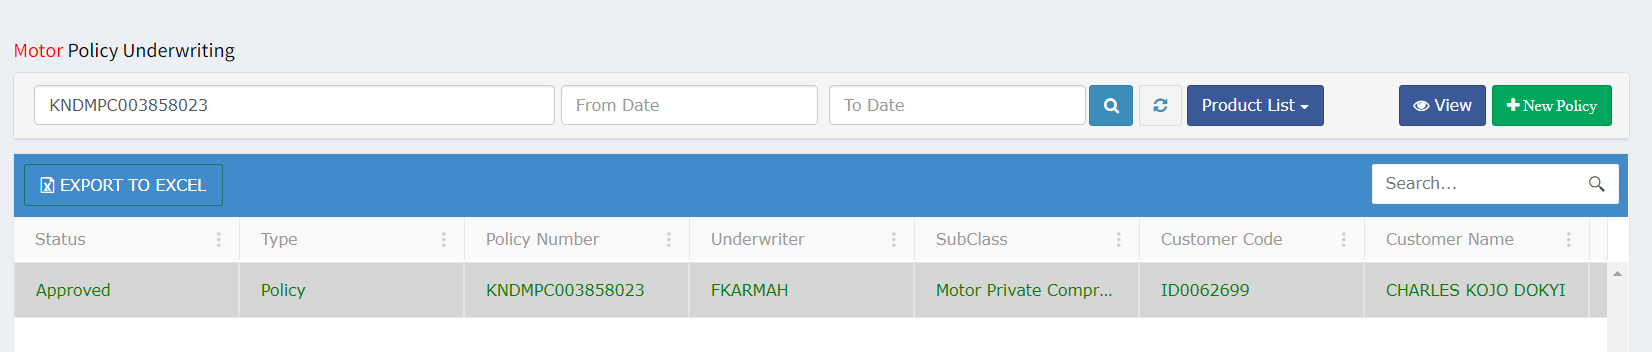 Motor Policy Underwriting
KNDMPC003858023 From Date To Date Product List View New Policy
EXPORT TO EXCEL Search...
Status Type Policy Number Underwriter SubClass Customer Code Customer Name
Approved Policy KNDMPC003858023 FKARMAH Motor Private Compr... ID0062699 CHARLES KOJO DOKYI